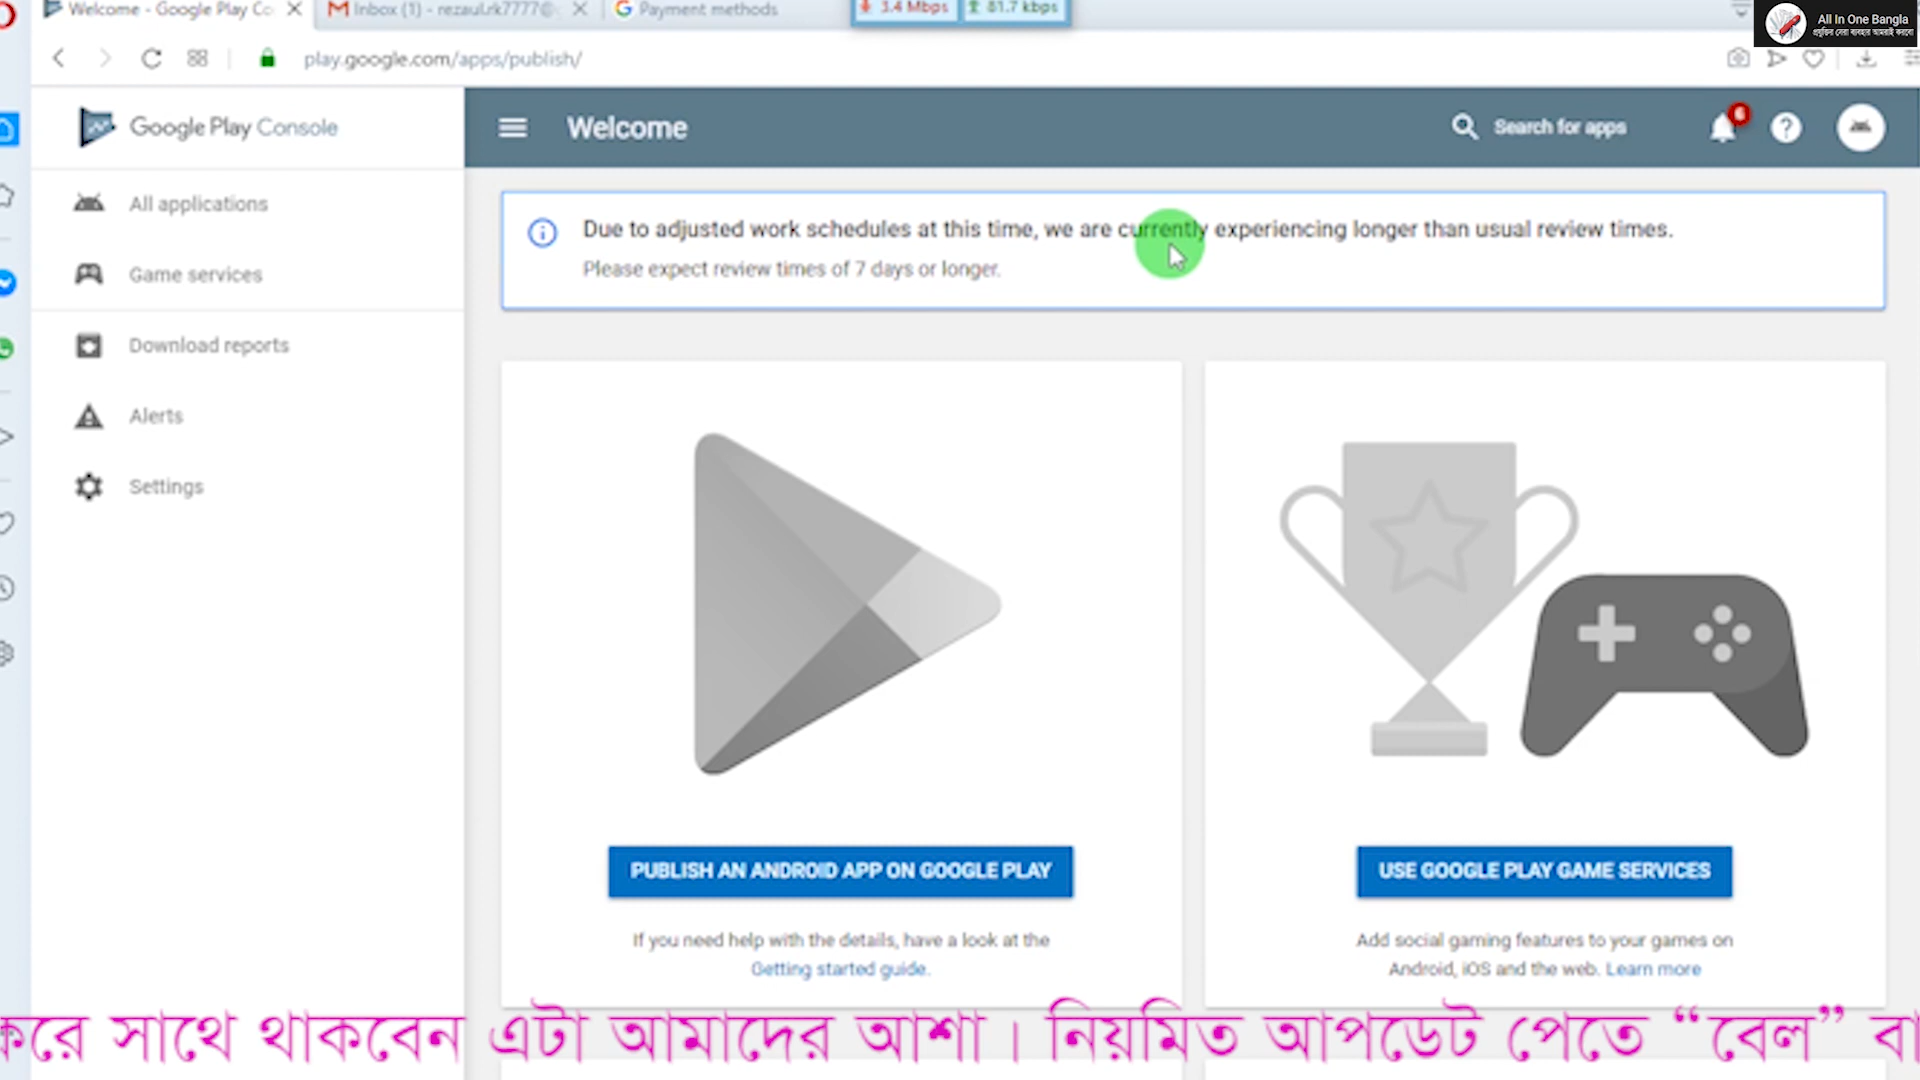 Welcome - Google Play Co
Inbox (1) - rezaul.rk7777@
Payment methods
3.4 Mbps
81.7 kbps
All In One Bangla
play.google.com/apps/publish/
Google Play Console
Welcome
Search for apps
6
All applications
Game services
Download reports
Alerts
Settings
Due to adjusted work schedules at this time, we are currently experiencing longer than usual review times.
Please expect review times of 7 days or longer.
PUBLISH AN ANDROID APP ON GOOGLE PLAY
If you need help with the details, have a look at the
Getting started guide.
USE GOOGLE PLAY GAME SERVICES
Add social gaming features to your games on
Android, iOS and the web. Learn more
করে সাথে থাকবেন এটা আমাদের আশা। নিয়মিত আপডেট পেতে “বেল” বা